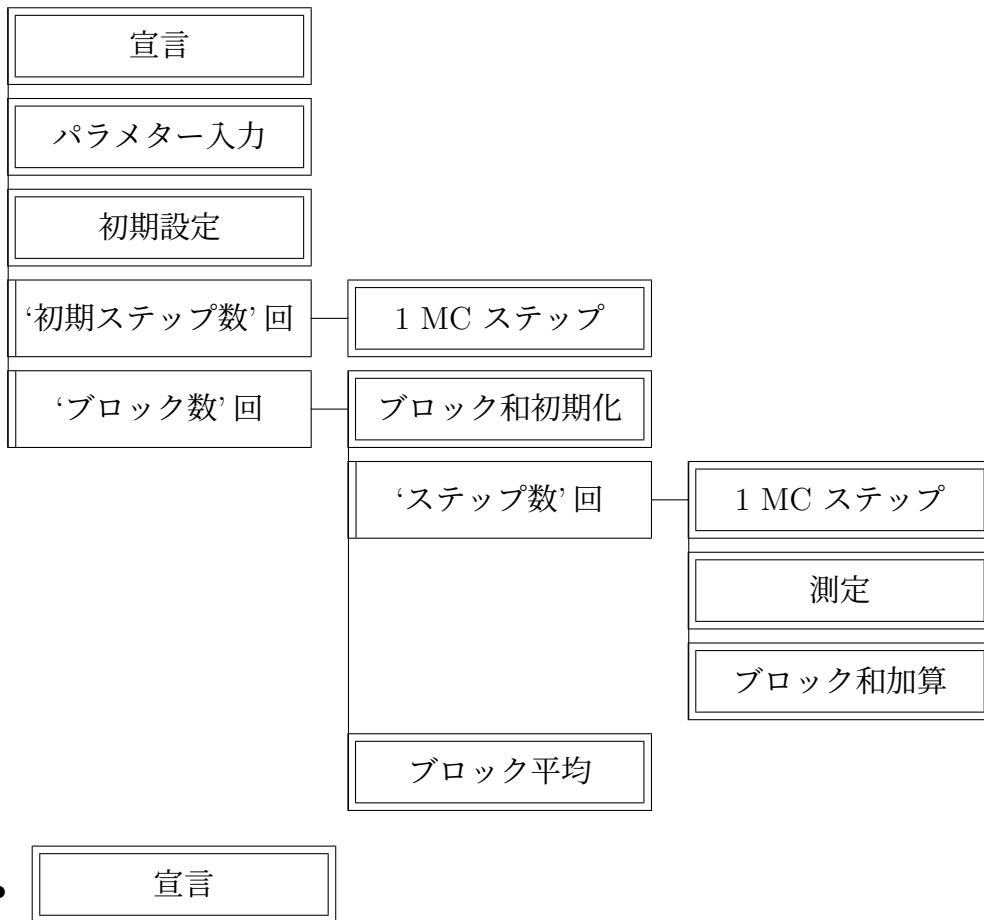 宣言
パラメター入力
初期設定
‘初期ステップ数’ 回
1 MC ステップ
‘ブロック数’ 回
ブロック和初期化
‘ステップ数’ 回
1 MC ステップ
測定
ブロック和加算
ブロック平均
• 宣言